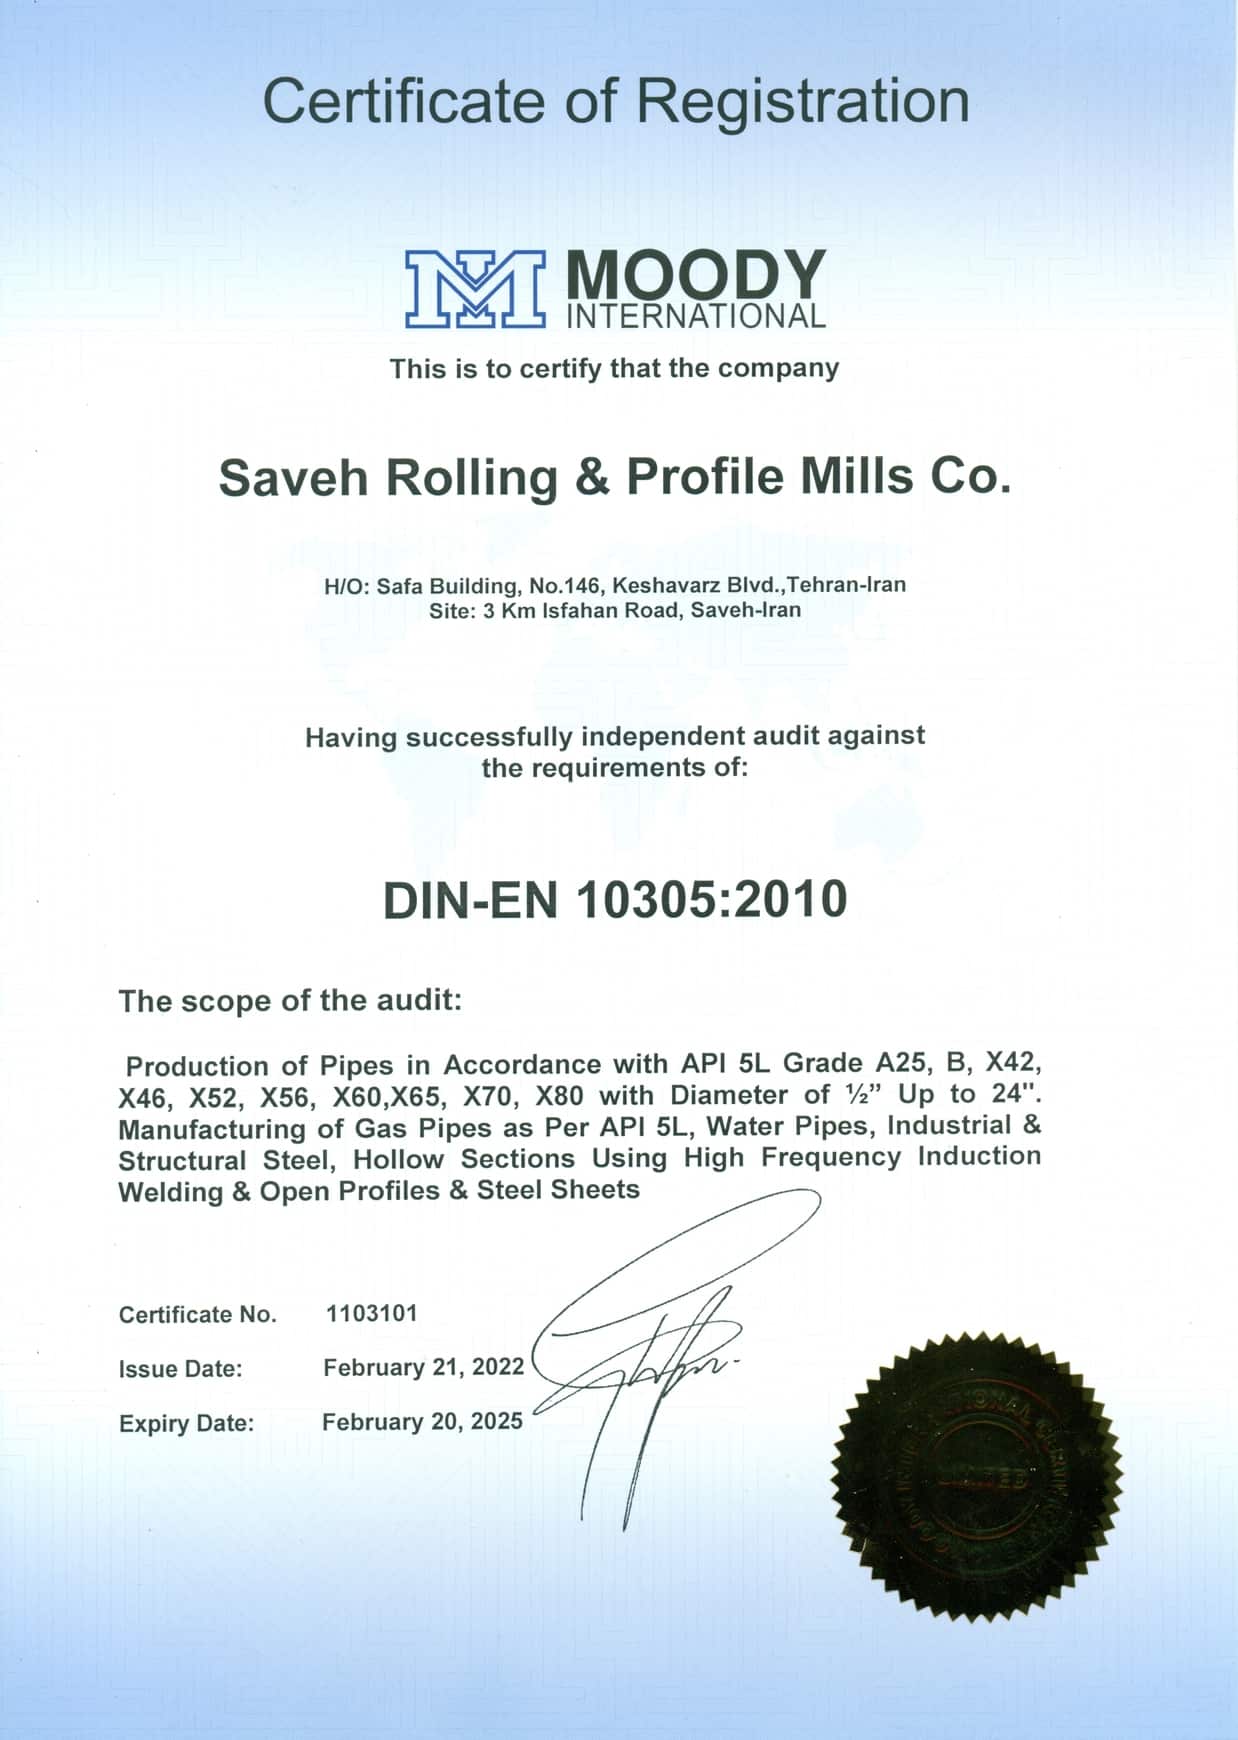 Certificate of Registration
MOODY
INTERNATIONAL
This is to certify that the company
Saveh Rolling & Profile Mills Co.
H/O: Safa Building, No.146, Keshavarz Blvd.,Tehran-Iran
Site: 3 Km Isfahan Road, Saveh-Iran
Having successfully independent audit against
the requirements of:
DIN-EN 10305:2010
The scope of the audit:
Production of Pipes in Accordance with API 5L Grade A25, B, X42,
X46, X52, X56, X60,X65, X70, X80 with Diameter of ½” Up to 24".
Manufacturing of Gas Pipes as Per API 5L, Water Pipes, Industrial &
Structural Steel, Hollow Sections Using High Frequency Induction
Welding & Open Profiles & Steel Sheets
Certificate No. 1103101
Issue Date: February 21, 2022
Expiry Date: February 20, 2025